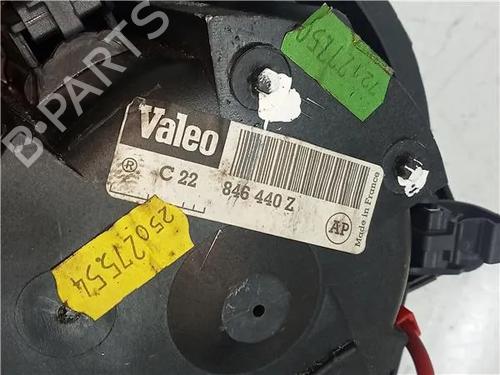 B-PARTS
Valeo
® C 22
846 440 Z
AP
Made in France
25027554